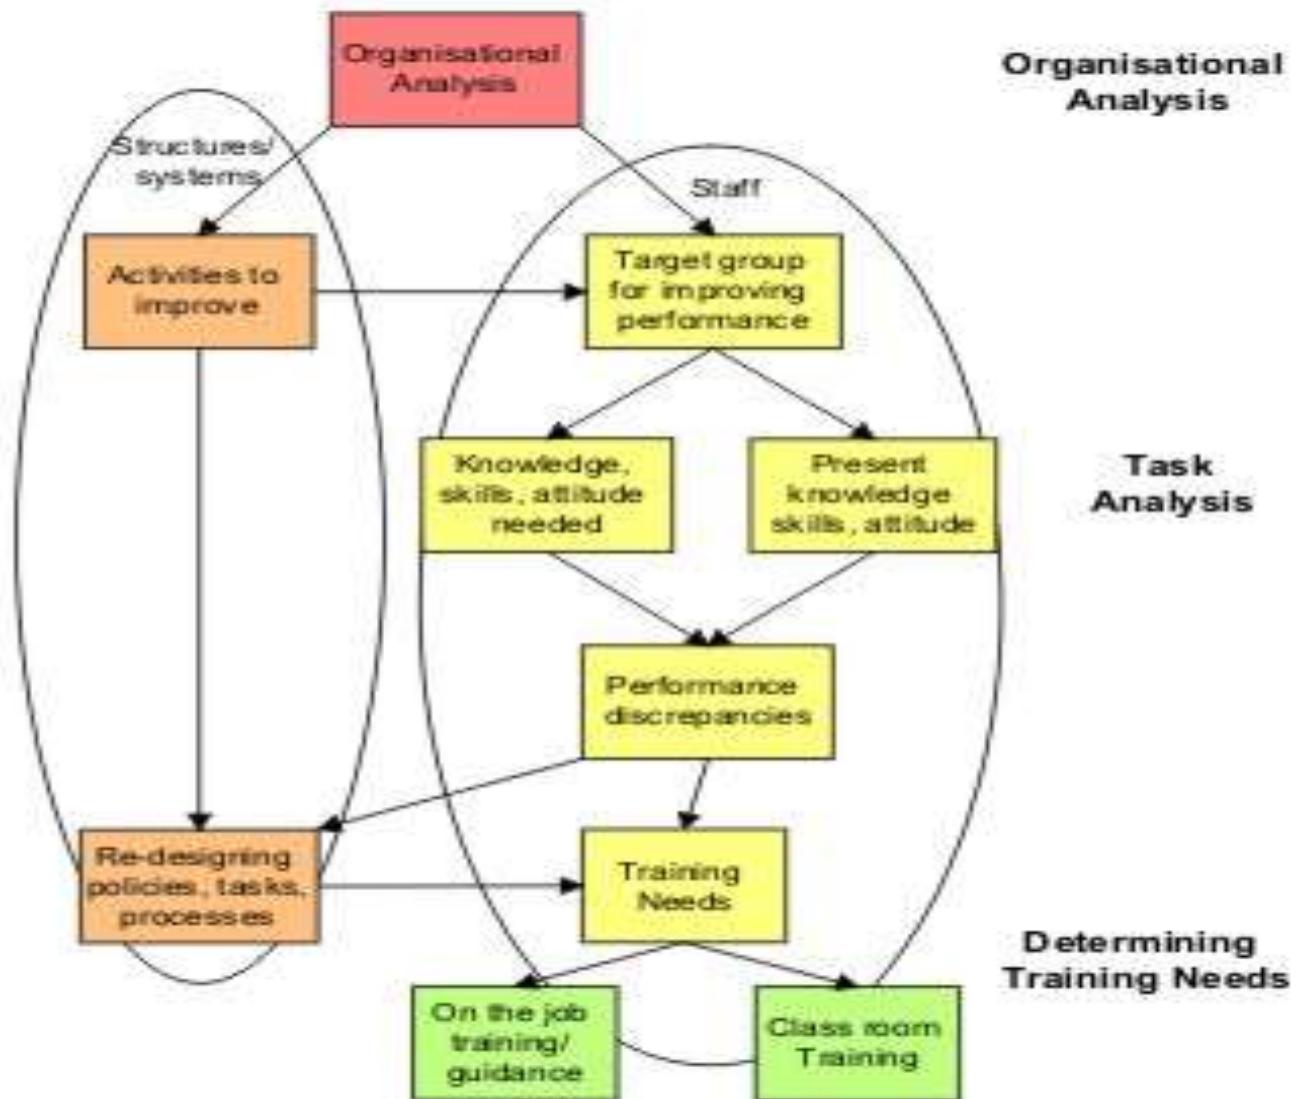 Organisational
Analysis
Organisational
Analysis
Structures/
systems
Staff
Activities to
improve
Target group
for improving
performance
Knowledge,
skills, attitude
needed
Present
knowledge
skills, attitude
Task
Analysis
Performance
discrepancies
Re-designing
policies, tasks,
processes
Training
Needs
Determining
Training Needs
On the job
training/
guidance
Class room
Training